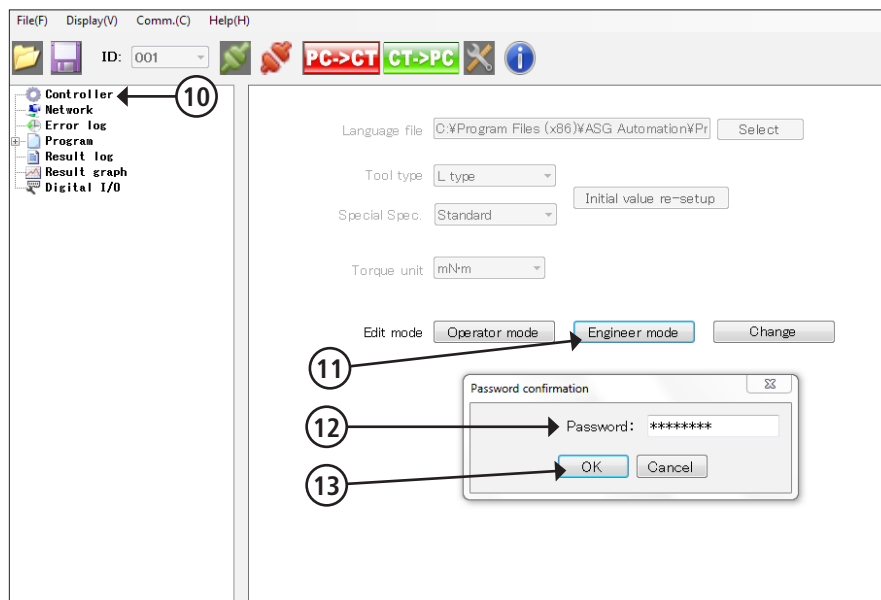 File(F) Display(V) Comm.(C) Help(H)
ID: 001 PC->CT CT->PC
Controller
10
Network
Error log
Program
Result log
Result graph
Digital I/O
Language file C:¥Program Files (x86)¥ASG Automation¥Pr Select
Tool type L type
Initial value re-setup
Special Spec. Standard
Torque unit mN·m
Edit mode Operator mode Engineer mode Change
11
Password confirmation
12
Password: ********
OK Cancel
13